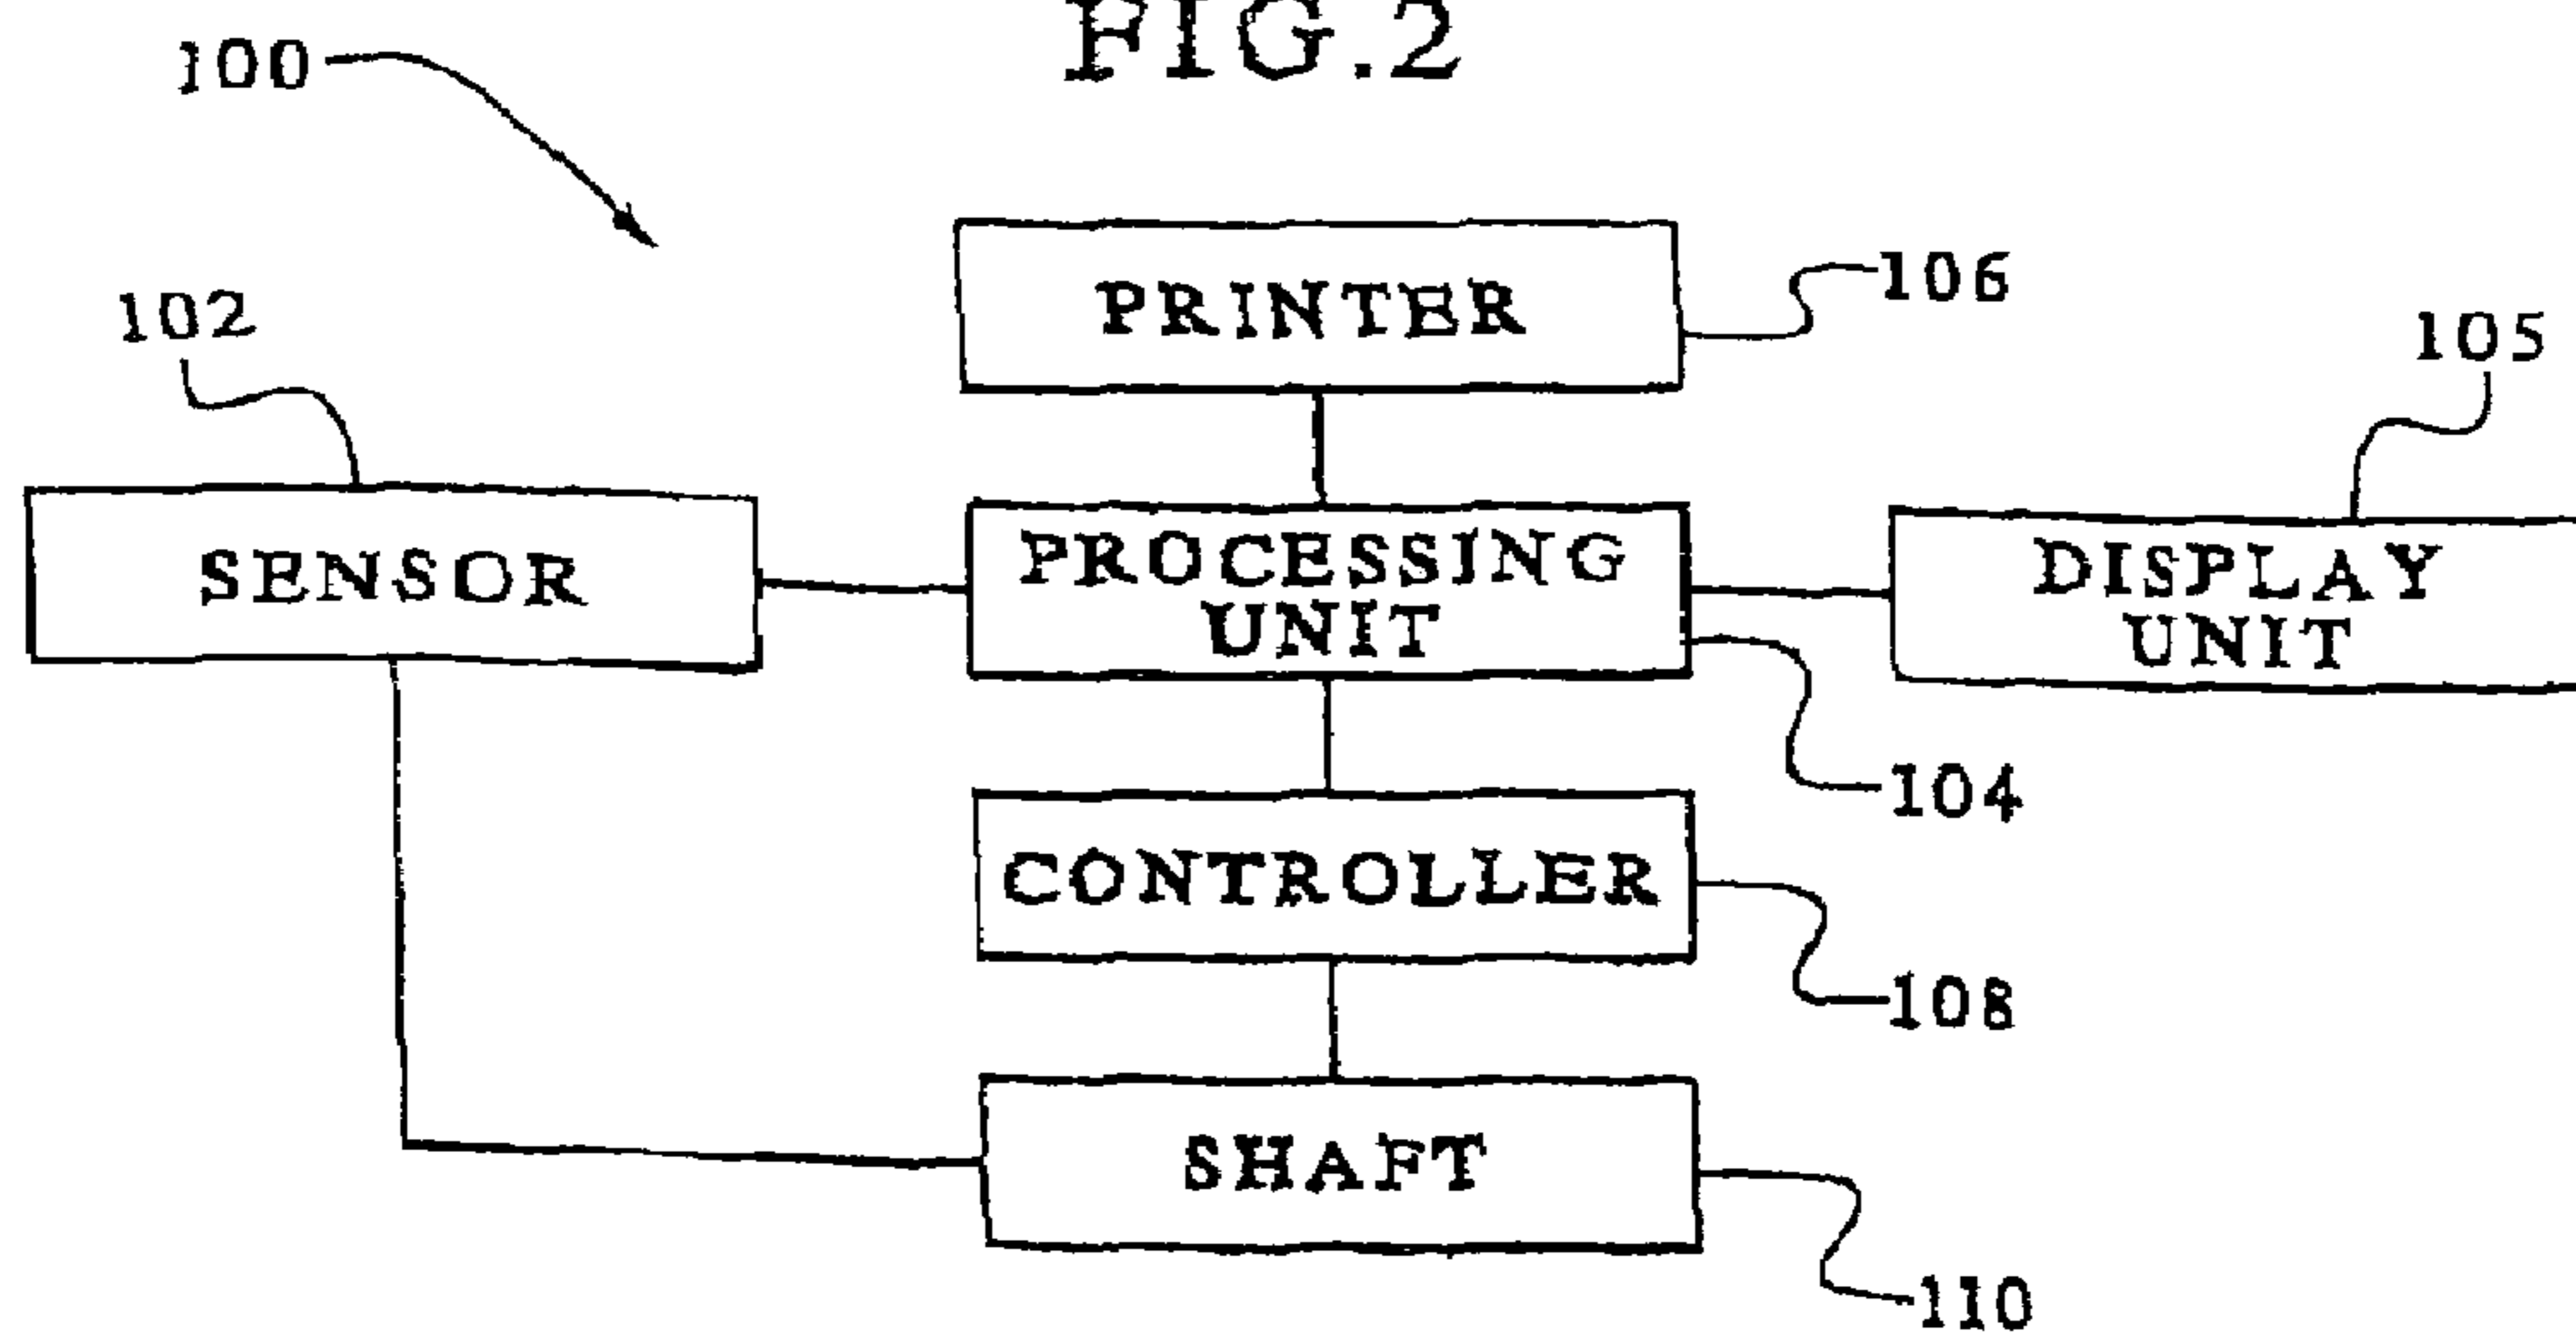 FIG.2
100
PRINTER
106
102
105
SENSOR
PROCESSING
UNIT
DISPLAY
UNIT
104
CONTROLLER
108
SHAFT
110